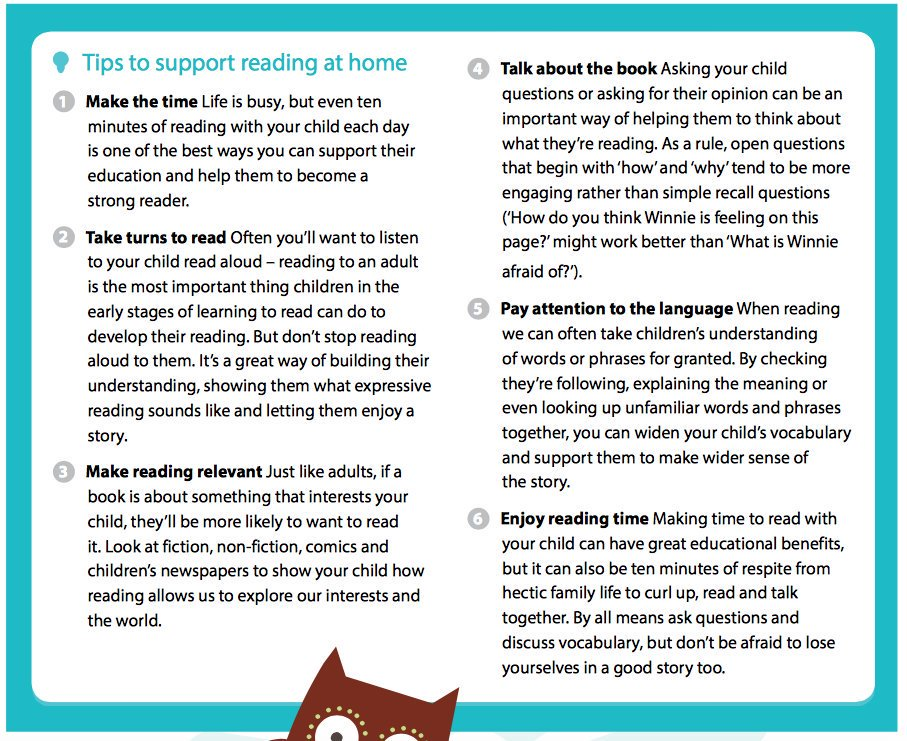 Tips to support reading at home
1 Make the time Life is busy, but even ten
minutes of reading with your child each day
is one of the best ways you can support their
education and help them to become a
strong reader.
2 Take turns to read Often you’ll want to listen
to your child read aloud – reading to an adult
is the most important thing children in the
early stages of learning to read can do to
develop their reading. But don’t stop reading
aloud to them. It’s a great way of building their
understanding, showing them what expressive
reading sounds like and letting them enjoy a
story.
3 Make reading relevant Just like adults, if a
book is about something that interests your
child, they’ll be more likely to want to read
it. Look at fiction, non-fiction, comics and
children’s newspapers to show your child how
reading allows us to explore our interests and
the world.
4 Talk about the book Asking your child
questions or asking for their opinion can be an
important way of helping them to think about
what they’re reading. As a rule, open questions
that begin with ‘how’ and ‘why’ tend to be more
engaging rather than simple recall questions
(‘How do you think Winnie is feeling on this
page?’ might work better than ‘What is Winnie
afraid of?’).
5 Pay attention to the language When reading
we can often take children’s understanding
of words or phrases for granted. By checking
they’re following, explaining the meaning or
even looking up unfamiliar words and phrases
together, you can widen your child’s vocabulary
and support them to make wider sense of
the story.
6 Enjoy reading time Making time to read with
your child can have great educational benefits,
but it can also be ten minutes of respite from
hectic family life to curl up, read and talk
together. By all means ask questions and
discuss vocabulary, but don’t be afraid to lose
yourselves in a good story too.